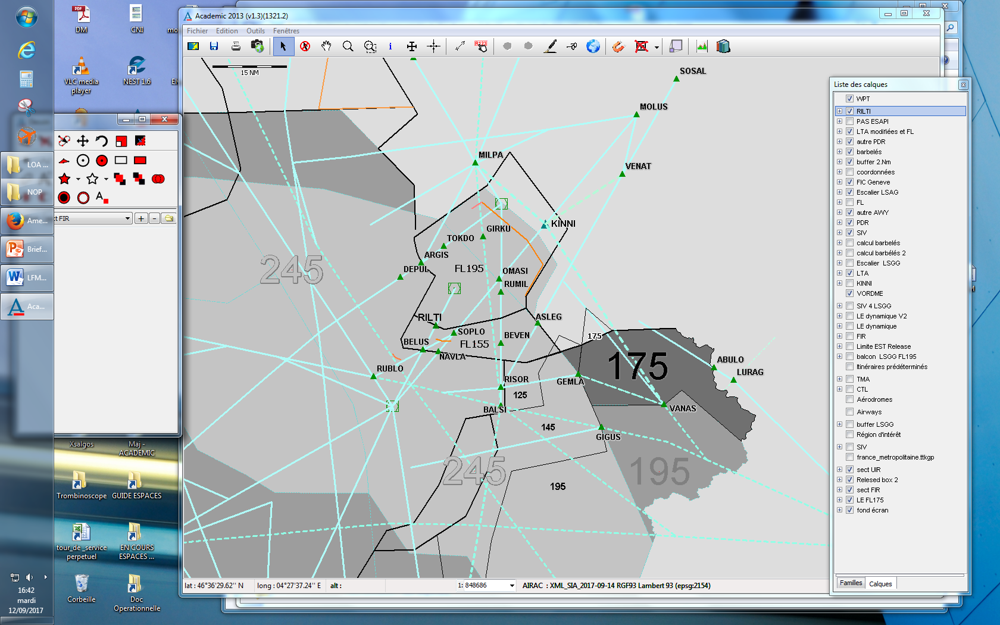 DM
CNI
VLC media
player
NEST 1.6
LOA ...
NOP
Ame...
Brief...
LFM...
Aca...
Xsalgos
Maj -
ACADEMIC
Trombinoscope
GUIDE ESPACES
tour_de_service
perpetuel
EN COURS
ESPACES ...
Corbeille
Doc
Operationnelle
16:42
mardi
12/09/2017
Academic 2013 (v1.3)(1321.2)
Fichier Edition Outils Fenêtres
15 NM
SOSAL
MOLUS
MILPA
VENAT
KINNI
GIRKU
TOKDO
ARGIS
DEPUL
FL195
OMASI
RUMIL
245
RILTI
ASLEG
SOPLO
BEVEN
175
BELUS
FL155
NAVLA
175
ABULO
RUBLO
LURAG
RISOR
GEMLA
125
BALSI
VANAS
145
GIGUS
245
195
195
lat : 46°36'29.62'' N
long : 04°27'37.24'' E
alt :
1: 848686
AIRAC : XML_SIA_2017-09-14 RGF93 Lambert 93 (epsg:2154)
Liste des calques
WPT
RILTI
PAS ESAPI
LTA modifiées et FL
autre PDR
barbelés
buffer 2.Nm
coordonnées
FIC Geneve
Escalier LSAG
FL
autre AWY
PDR
SIV
calcul barbelés
calcul barbélés 2
Escalier LSGG
LTA
KINNI
VORDME
SIV 4 LSGG
LE dynamique V2
LE dynamique
FIR
Limite EST Release
balcon LSGG FL195
Itinéraires prédéterminés
TMA
CTL
Aérodromes
Airways
buffer LSGG
Région d'intérêt
SIV
france_metropolitaine.ttkgp
sect UIR
Relesed box 2
sect FIR
LE FL175
fond écran
Familles
Calques